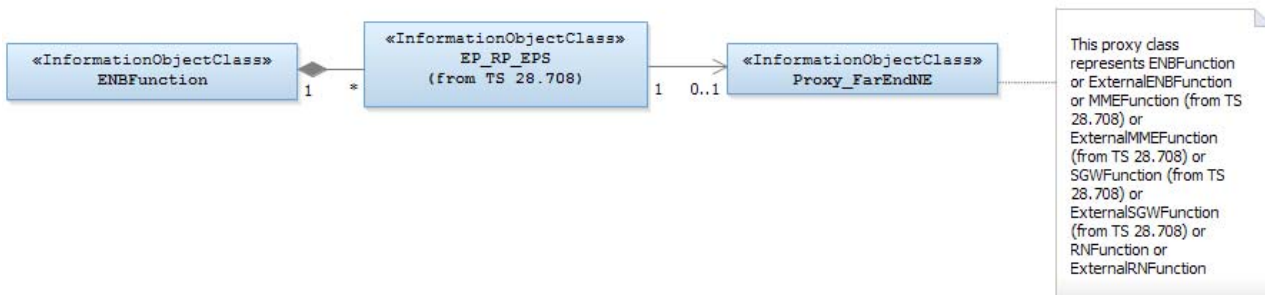 «InformationObjectClass»
ENBFunction
1
*
«InformationObjectClass»
EP_RP_EPS
(from TS 28.708)
1
0..1
«InformationObjectClass»
Proxy_FarEndNE
This proxy class
represents ENBFunction
or ExternalENBFunction
or MMEFunction (from TS
28.708) or
ExternalMMEFunction
(from TS 28.708) or
SGWFunction (from TS
28.708) or
ExternalSGWFunction
(from TS 28.708) or
RNFunction or
ExternalRNFunction